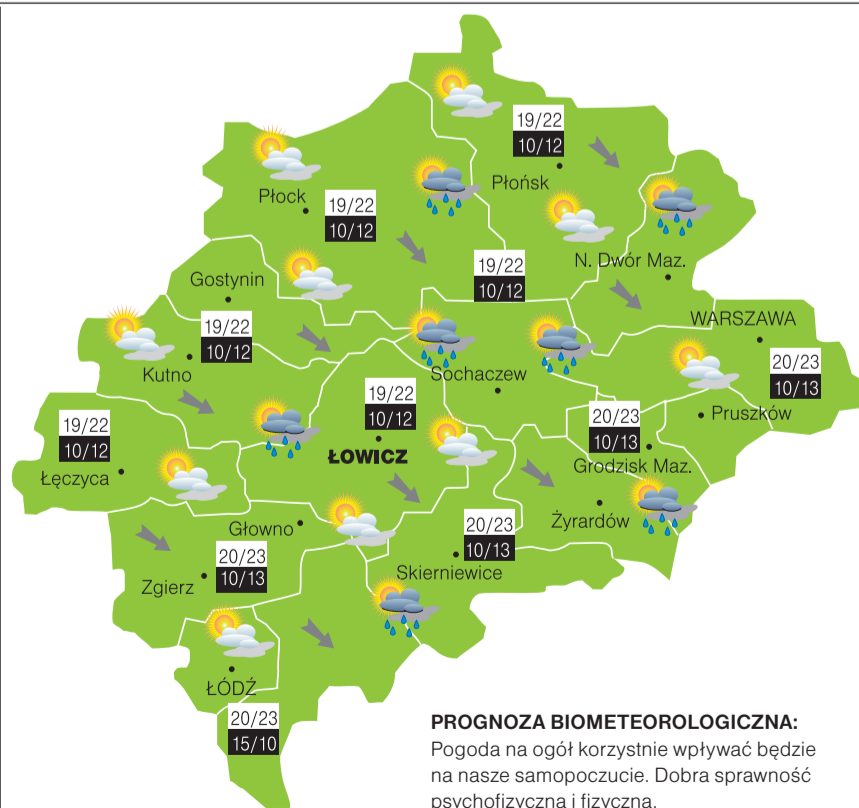 19/22
10/12
Płońsk
Płock
19/22
10/12
N. Dwór Maz.
19/22
10/12
Gostynin
WARSZAWA
19/22
10/12
Kutno
Sochaczew
20/23
10/13
19/22
10/12
Pruszków
19/22
10/12
Łęczyca
20/23
10/13
Grodzisk Maz.
ŁOWICZ
Żyrardów
Głowno
20/23
10/13
Skierniewice
20/23
10/13
Zgierz
ŁÓDŹ
20/23
15/10
PROGNOZA BIOMETEOROLOGICZNA:
Pogoda na ogół korzystnie wpływać będzie
na nasze samopoczucie. Dobra sprawność
psychofizyczna i fizyczna.